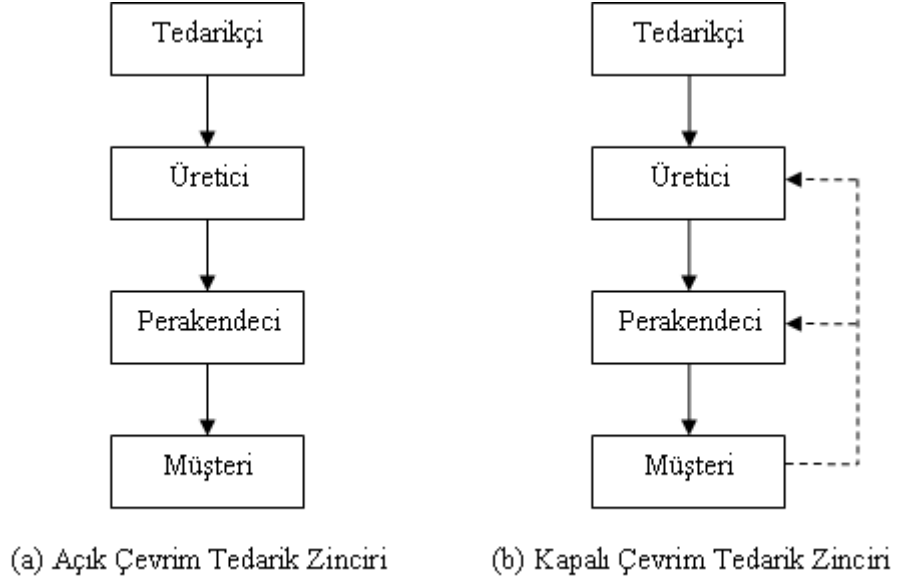 Tedarikçi
Üretici
Perakendeci
Müşteri
(a) Açık Çevrim Tedarik Zinciri
Tedarikçi
Üretici
Perakendeci
Müşteri
(b) Kapalı Çevrim Tedarik Zinciri